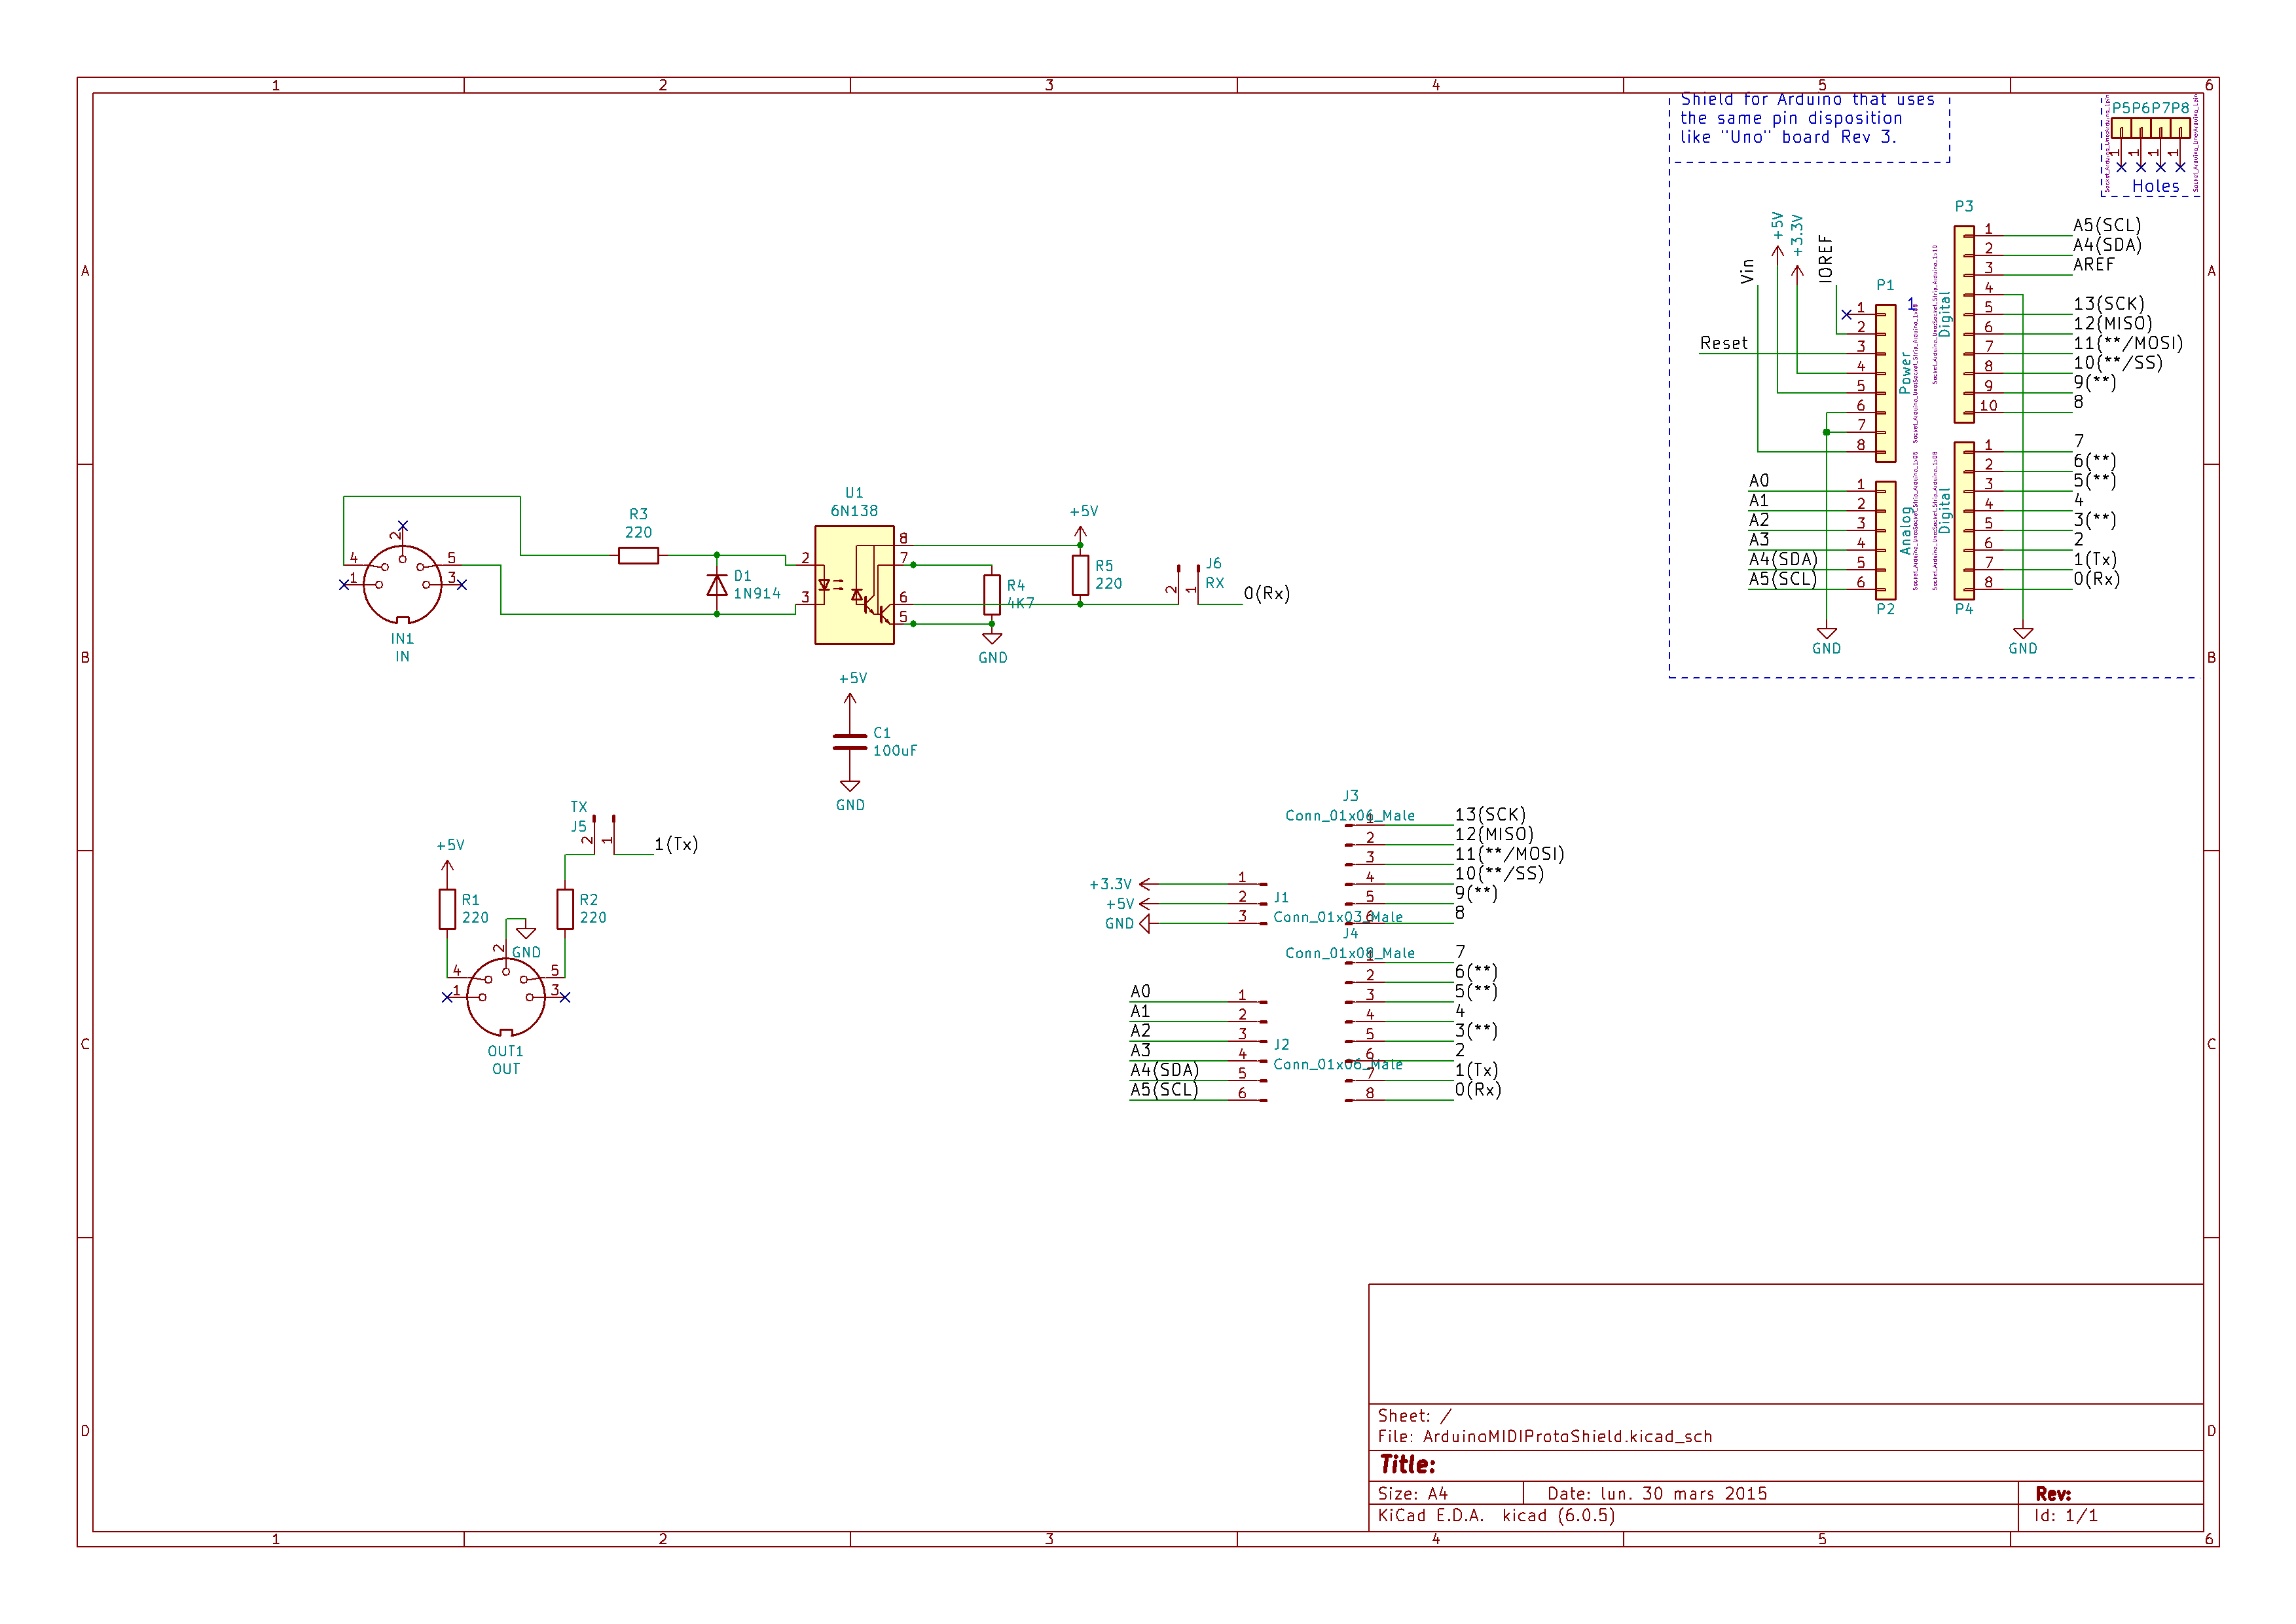 1 2 3 4 5 6
Shield for Arduino that uses
the same pin disposition
like "Uno" board Rev 3.
P5P6P7P8
1 1 1 1
Holes
A
A
P3
Digital
1 A5(SCL)
2 A4(SDA)
3 AREF
4
5 13(SCK)
6 12(MISO)
7 11(**/MOSI)
8 10(**/SS)
9 9(**)
10 8
Vin
+5V
+3.3V
IOREF
P1
Power
1
1
2
Reset 3
4
5
6
7
8
A0 1
A1 2
A2 3
A3 4
A4(SDA) 5
A5(SCL) 6
Analog
P2
1 7
2 6(**)
3 5(**)
4 4
5 3(**)
6 2
7 1(Tx)
8 0(Rx)
Digital
P4
GND
GND
2
4 5
1 3
IN1
IN
R3
220
D1
1N914
U1
6N138
2
3
8
7
6
5
R4
4K7
GND
+5V
R5
220
2 1
J6
RX
0(Rx)
B
B
+5V
C1
100uF
GND
TX
J5
2 1
1(Tx)
+5V
R1
220
R2
220
GND
2
4 5
1 3
OUT1
OUT
J3
Conn_01x06_Male
1 13(SCK)
2 12(MISO)
3 11(**/MOSI)
4 10(**/SS)
5 9(**)
6 8
+3.3V 1
+5V 2
GND 3
J1
Conn_01x03_Male
J4
Conn_01x08_Male
1 7
2 6(**)
3 5(**)
4 4
5 3(**)
6 2
7 1(Tx)
8 0(Rx)
A0 1
A1 2
A2 3
A3 4
A4(SDA) 5
A5(SCL) 6
J2
Conn_01x06_Male
C
C
D
D
Sheet: /
File: ArduinoMIDIProtoShield.kicad_sch
Title:
Size: A4 Date: lun. 30 mars 2015 Rev:
KiCad E.D.A. kicad (6.0.5) Id: 1/1
1 2 3 4 5 6